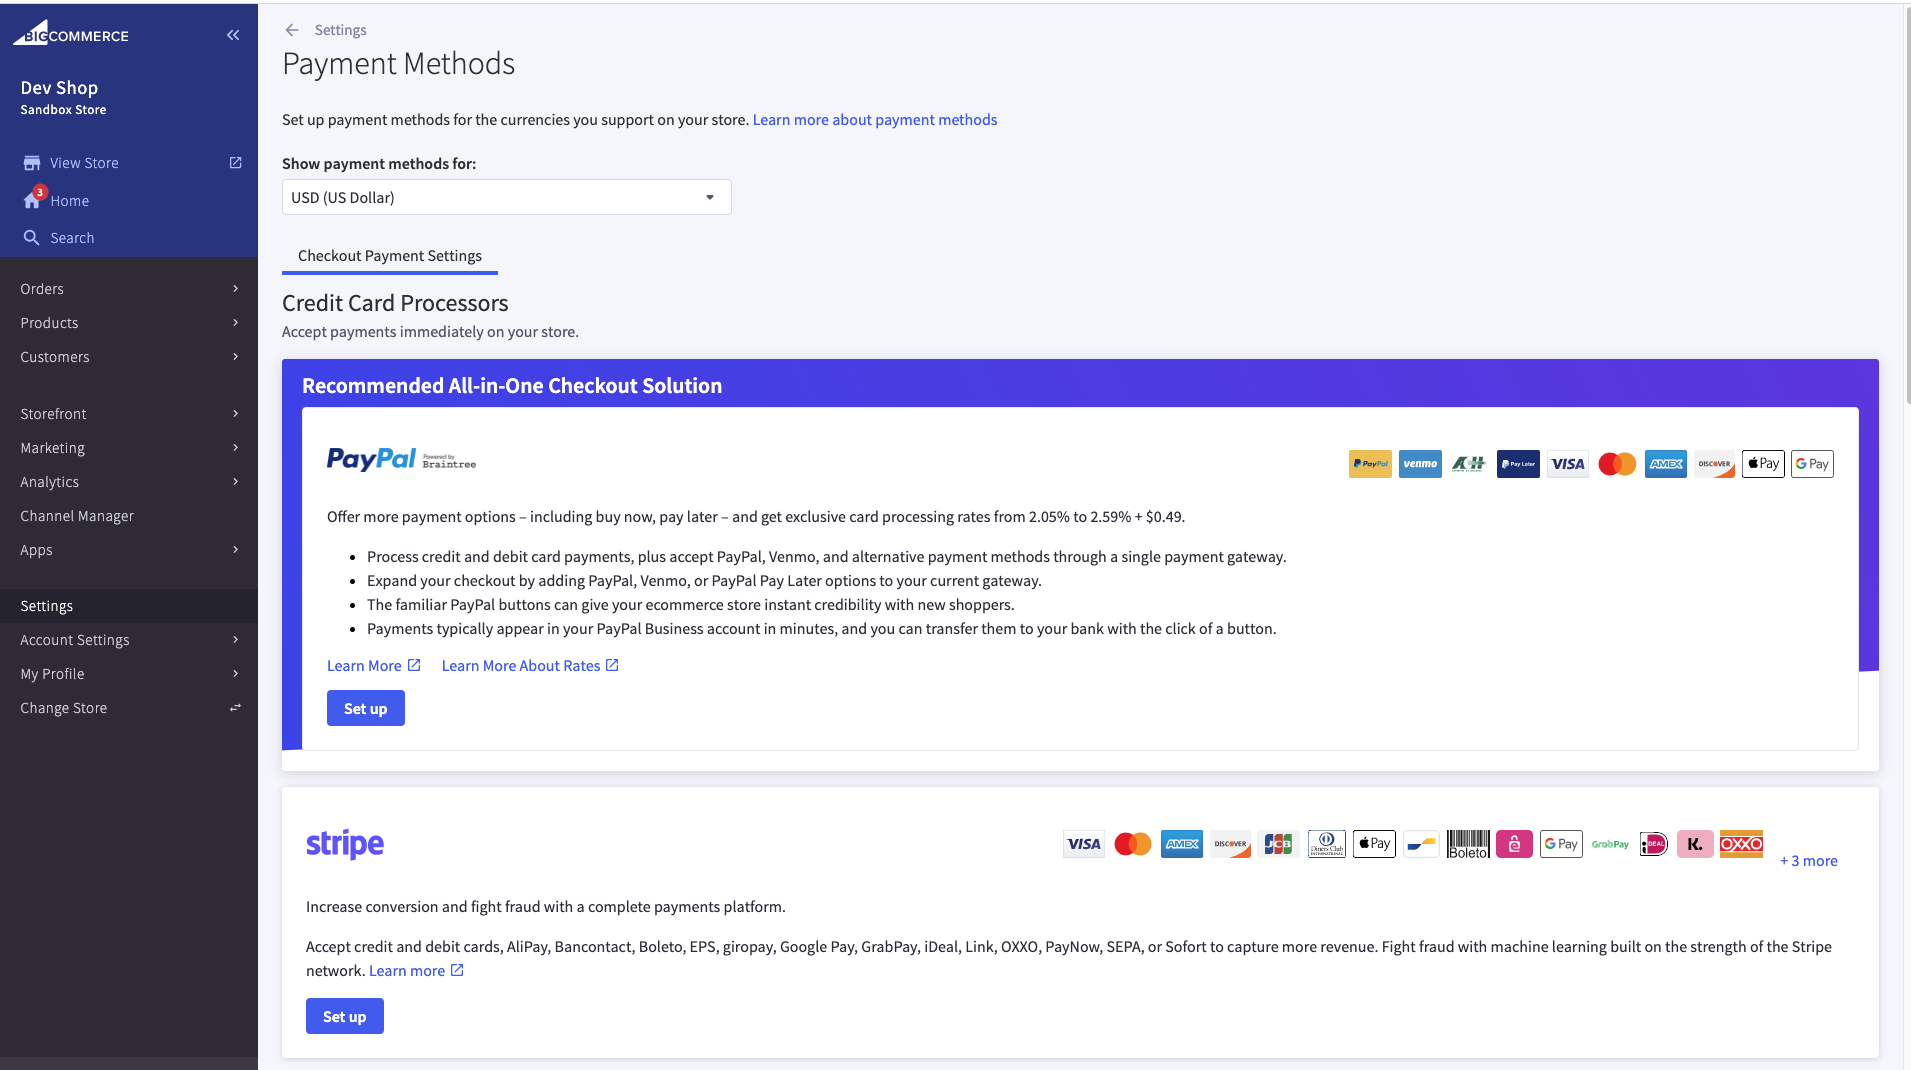 BIGCOMMERCE
Dev Shop
Sandbox Store
View Store
3
Home
Search
Orders
Products
Customers
Storefront
Marketing
Analytics
Channel Manager
Apps
Settings
Account Settings
My Profile
Change Store
Settings
Payment Methods
Set up payment methods for the currencies you support on your store. Learn more about payment methods
Show payment methods for:
USD (US Dollar)
Checkout Payment Settings
Credit Card Processors
Accept payments immediately on your store.
Recommended All-in-One Checkout Solution
PayPal Powered by Braintree
PayPal venmo ACH Pay Later VISA AMEX DISCOVER Pay G Pay
Offer more payment options – including buy now, pay later – and get exclusive card processing rates from 2.05% to 2.59% + $0.49.
• Process credit and debit card payments, plus accept PayPal, Venmo, and alternative payment methods through a single payment gateway.
• Expand your checkout by adding PayPal, Venmo, or PayPal Pay Later options to your current gateway.
• The familiar PayPal buttons can give your ecommerce store instant credibility with new shoppers.
• Payments typically appear in your PayPal Business account in minutes, and you can transfer them to your bank with the click of a button.
Learn More Learn More About Rates
Set up
stripe
VISA AMEX DISCOVER JCB Diners Club INTERNATIONAL Pay Boleto G Pay GrabPay iDEAL K. OXXO + 3 more
Increase conversion and fight fraud with a complete payments platform.
Accept credit and debit cards, AliPay, Bancontact, Boleto, EPS, giropay, Google Pay, GrabPay, iDeal, Link, OXXO, PayNow, SEPA, or Sofort to capture more revenue. Fight fraud with machine learning built on the strength of the Stripe
network. Learn more
Set up